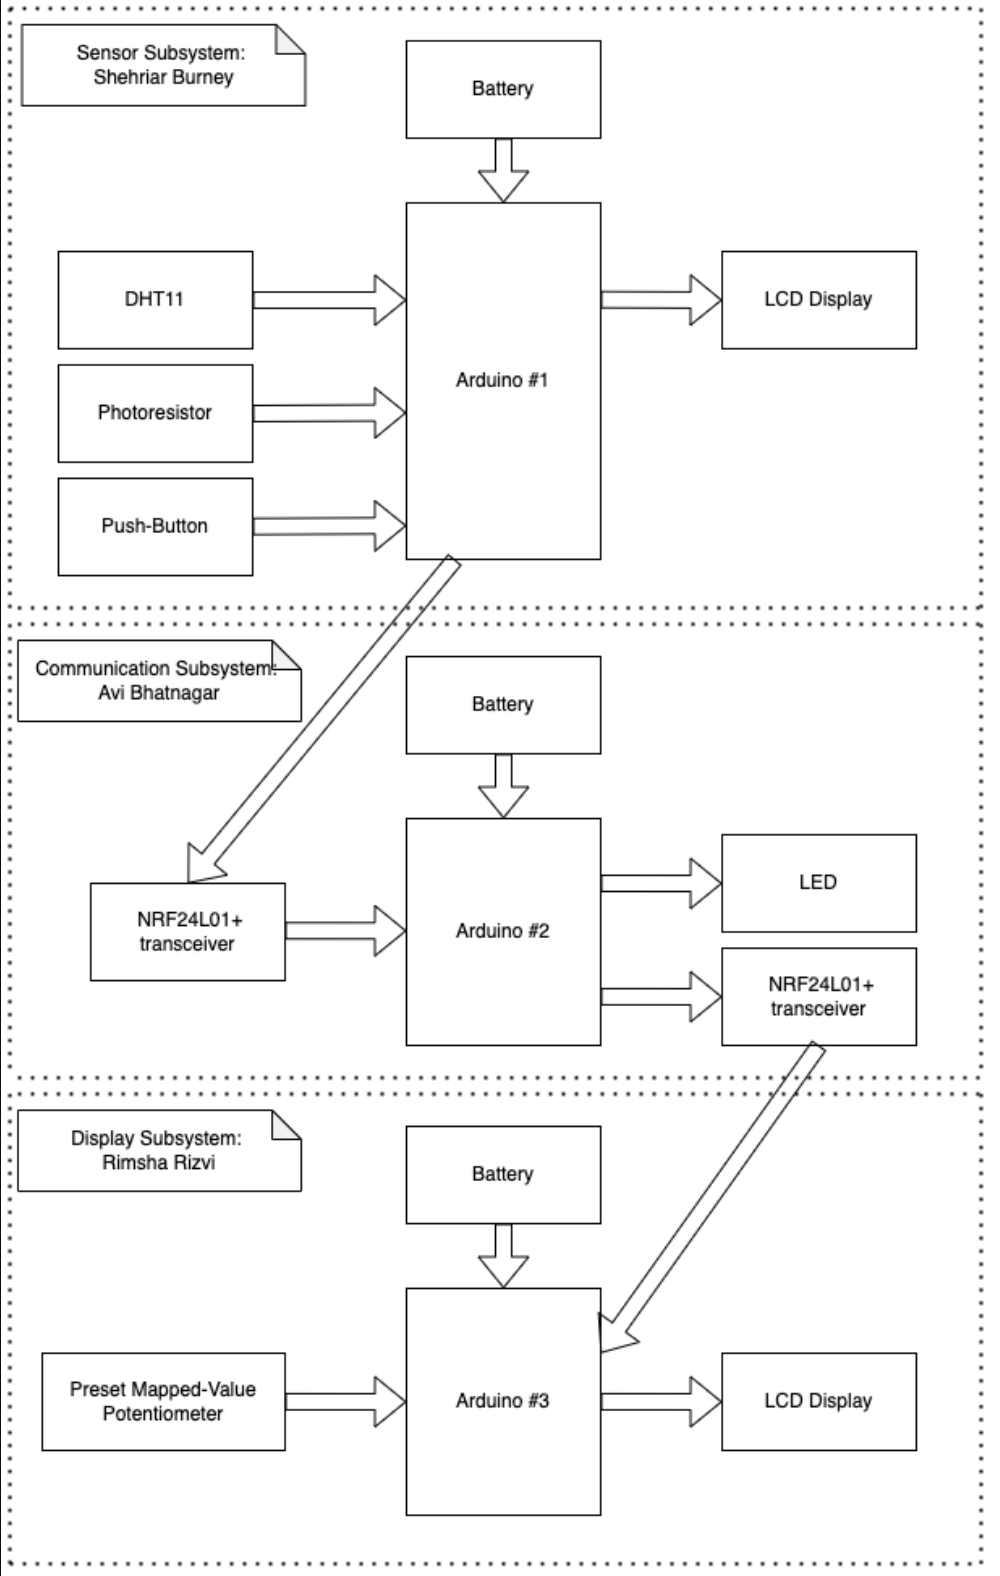 Sensor Subsystem:
Shehriar Burney
Battery
DHT11
LCD Display
Arduino #1
Photoresistor
Push-Button
Communication Subsystem:
Avi Bhatnagar
Battery
LED
NRF24L01+
transceiver
Arduino #2
NRF24L01+
transceiver
Display Subsystem:
Rimsha Rizvi
Battery
Preset Mapped-Value
Potentiometer
Arduino #3
LCD Display